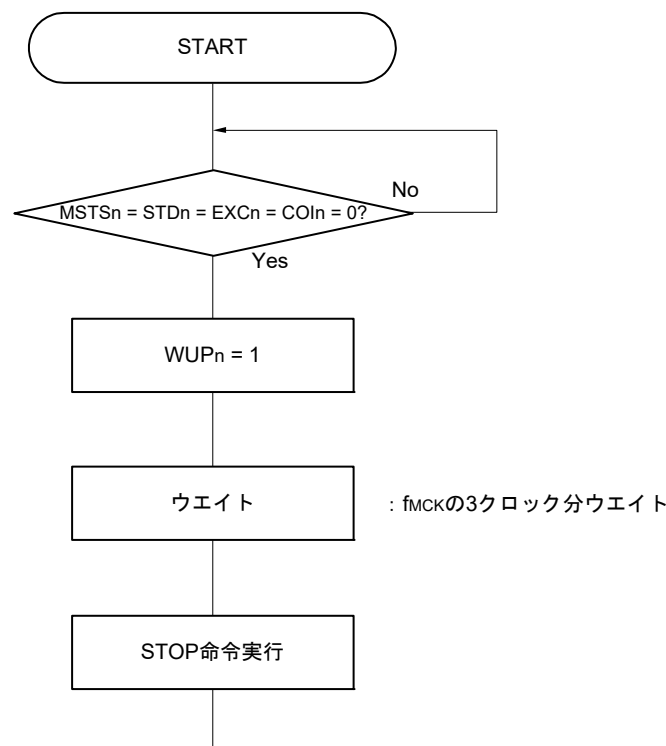 START
No
MSTSn = STDn = EXCn = COIn = 0?
Yes
WUPn = 1
ウエイト
: fMCKの3クロック分ウエイト
STOP命令実行